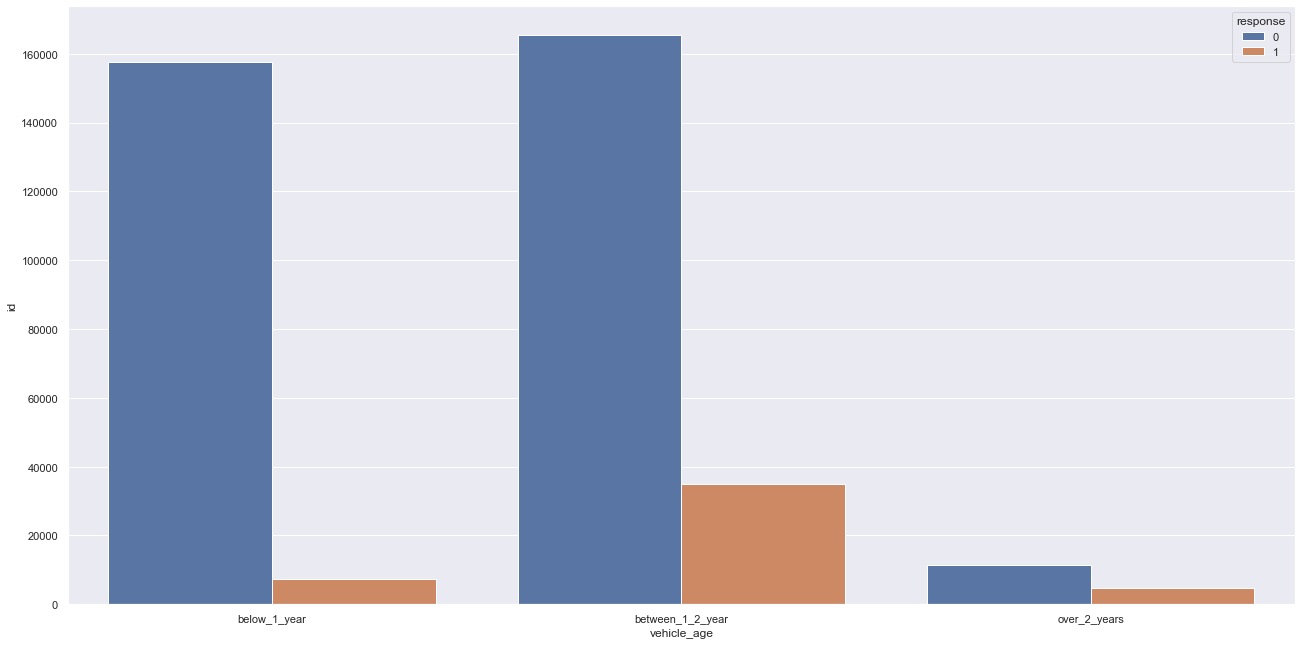 response
0
1
160000
140000
120000
100000
80000
60000
40000
20000
0
id
below_1_year
between_1_2_year
over_2_years
vehicle_age